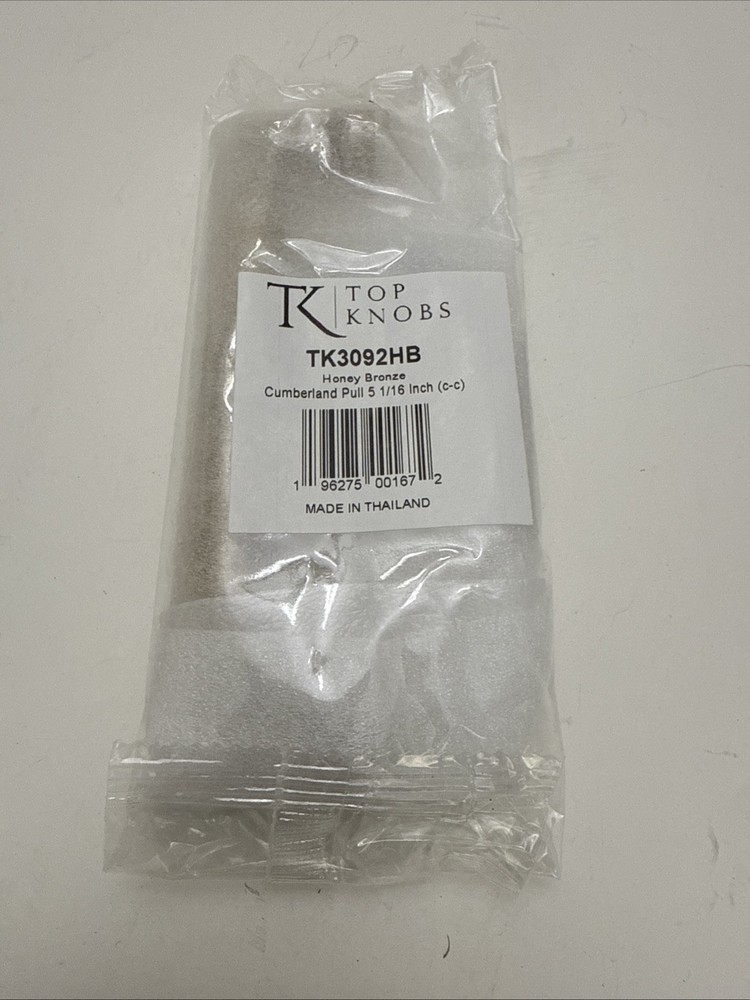 TK TOP
KNOBS
TK3092HB
Honey Bronze
Cumberland Pull 5 1/16 Inch (c-c)
1 96275 00167 2
MADE IN THAILAND